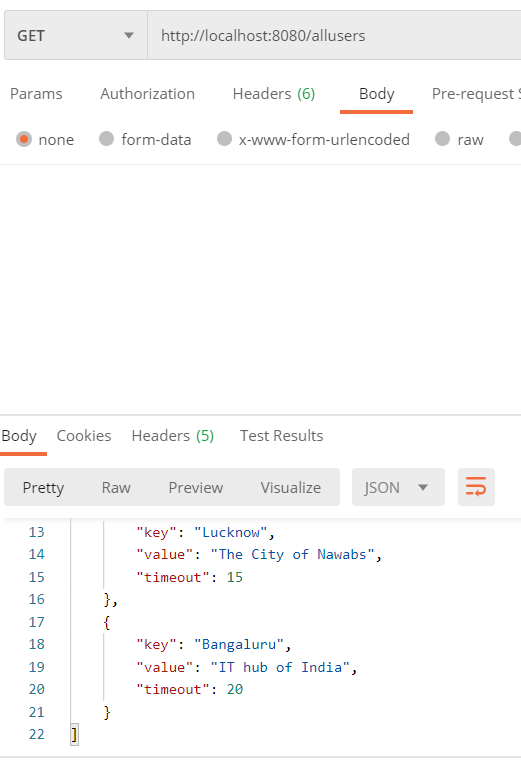 GET http://localhost:8080/allusers
Params Authorization Headers (6) Body Pre-request S
none form-data x-www-form-urlencoded raw
Body Cookies Headers (5) Test Results
Pretty Raw Preview Visualize JSON
13 "key": "Lucknow",
14 "value": "The City of Nawabs",
15 "timeout": 15
16 },
17 {
18 "key": "Bangaluru",
19 "value": "IT hub of India",
20 "timeout": 20
21 }
22 ]